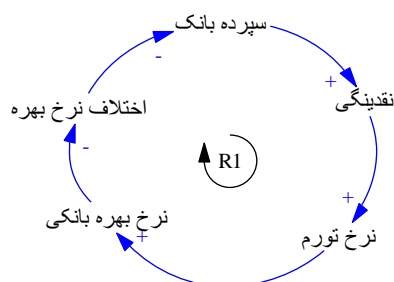 سپرده بانک
-
+
نقدینگی
اختلاف نرخ بهره
-
R1
+
نرخ بهره بانکی
+
نرخ تورم